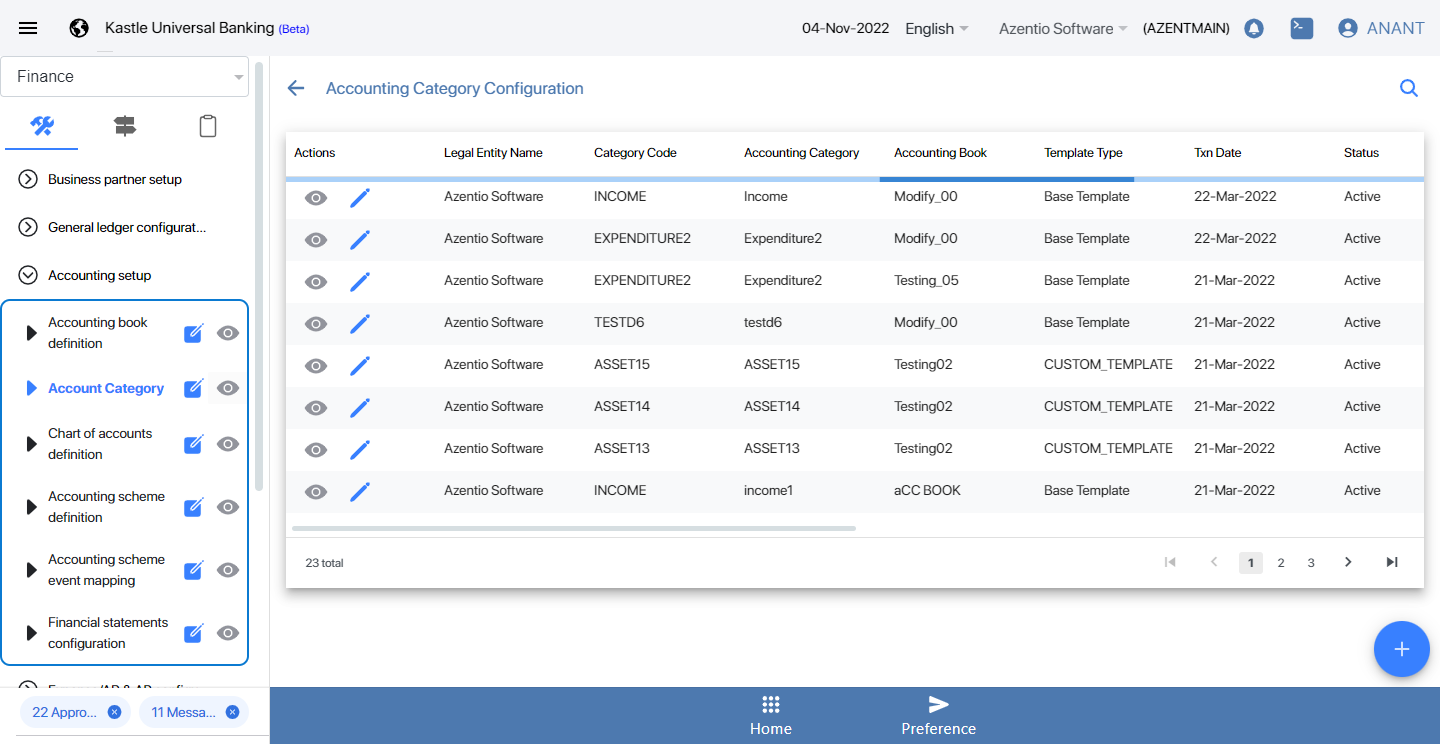 Kastle Universal Banking (Beta)
04-Nov-2022 English Azentio Software (AZENTMAIN) ANANT
Finance
Business partner setup
General ledger configurat...
Accounting setup
Accounting book
definition
Account Category
Chart of accounts
definition
Accounting scheme
definition
Accounting scheme
event mapping
Financial statements
configuration
22 Appro... 11 Messa...
Accounting Category Configuration
Actions Legal Entity Name Category Code Accounting Category Accounting Book Template Type Txn Date Status
Azentio Software INCOME Income Modify_00 Base Template 22-Mar-2022 Active
Azentio Software EXPENDITURE2 Expenditure2 Modify_00 Base Template 22-Mar-2022 Active
Azentio Software EXPENDITURE2 Expenditure2 Testing_05 Base Template 21-Mar-2022 Active
Azentio Software TESTD6 testd6 Modify_00 Base Template 21-Mar-2022 Active
Azentio Software ASSET15 ASSET15 Testing02 CUSTOM_TEMPLATE 21-Mar-2022 Active
Azentio Software ASSET14 ASSET14 Testing02 CUSTOM_TEMPLATE 21-Mar-2022 Active
Azentio Software ASSET13 ASSET13 Testing02 CUSTOM_TEMPLATE 21-Mar-2022 Active
Azentio Software INCOME income1 aCC BOOK Base Template 21-Mar-2022 Active
23 total 1 2 3
Home Preference